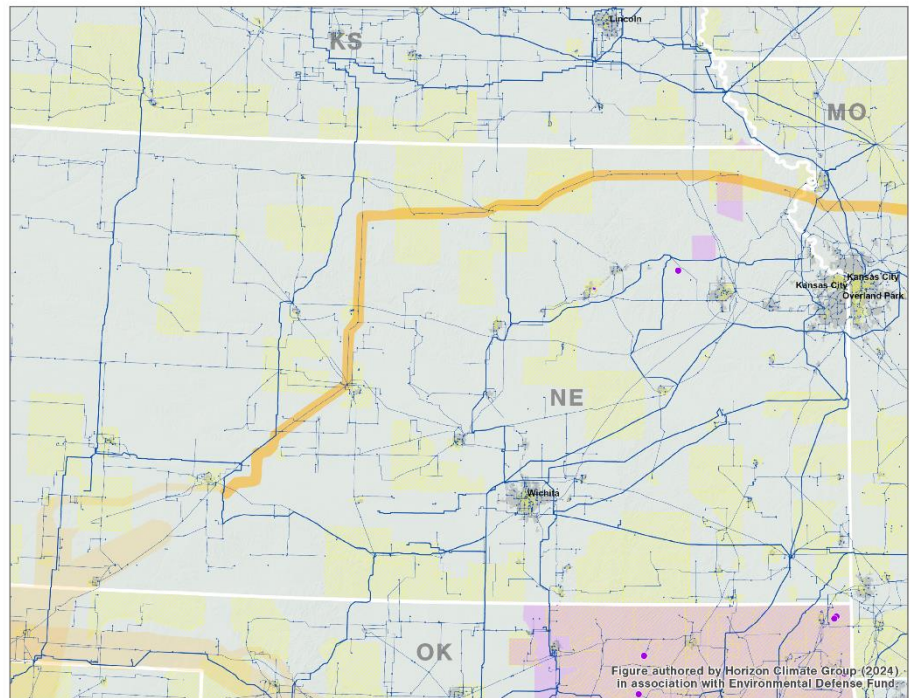 Lincoln
KS
MO
Kansas City
Kansas City
Overland Park
NE
Wichita
OK
Figure authored by Horizon Climate Group (2024)
in association with Environmental Defense Fund.